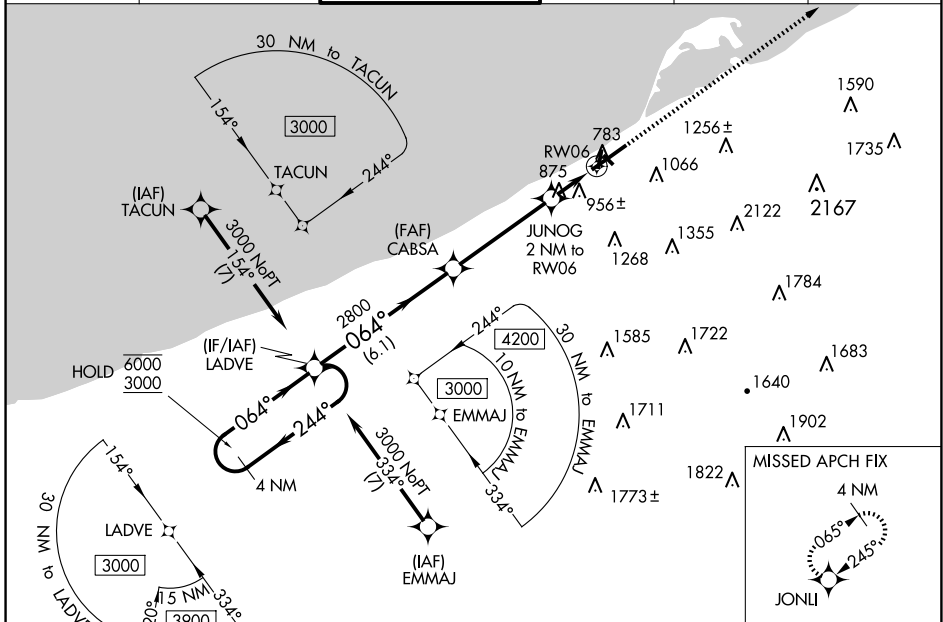 30 NM to TACUN
154°
3000
TACUN
244°
(IAF)
TACUN
3000 NoPT
154°
(7)
(FAF)
CABSA
2800
064°
(6.1)
(IF/IAF)
LADVE
HOLD
6000
3000
064°
244°
4 NM
RW06
783
875
956±
JUNOG
2 NM to
RW06
1066
1256±
1590
1735
2167
2122
1355
1268
1784
1585
1722
1683
1640
1711
1902
1773±
1822
244°
4200
3000
10 NM to EMMAJ
30 NM to EMMAJ
EMMAJ
334°
3000 NoPT
334°
(7)
(IAF)
EMMAJ
154°
LADVE
30 NM to LADVE
3000
15 NM
334°
3900
MISSED APCH FIX
4 NM
065°
245°
JONLI